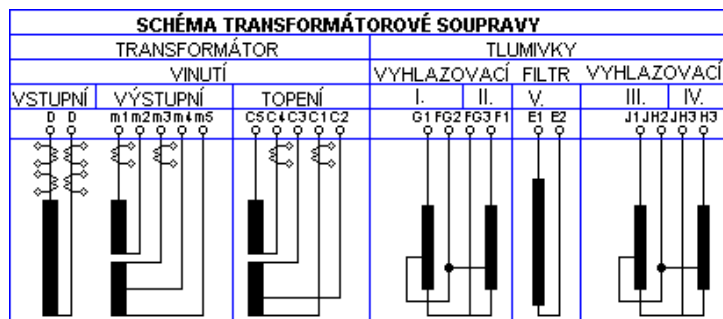 SCHÉMA TRANSFORMÁTOROVÉ SOUPRAVY
TRANSFORMÁTOR TLUMIVKY
VINUTÍ VYHLAZOVACÍ FILTR VYHLAZOVACÍ
VSTUPNÍ VÝSTUPNÍ TOPENÍ I. II. V. III. IV.
D D m1 m2 m3 m4 m5 C5 C4 C3 C1 C2 G1 FG2 FG3 F1 E1 E2 J1 JH2 JH3 H3